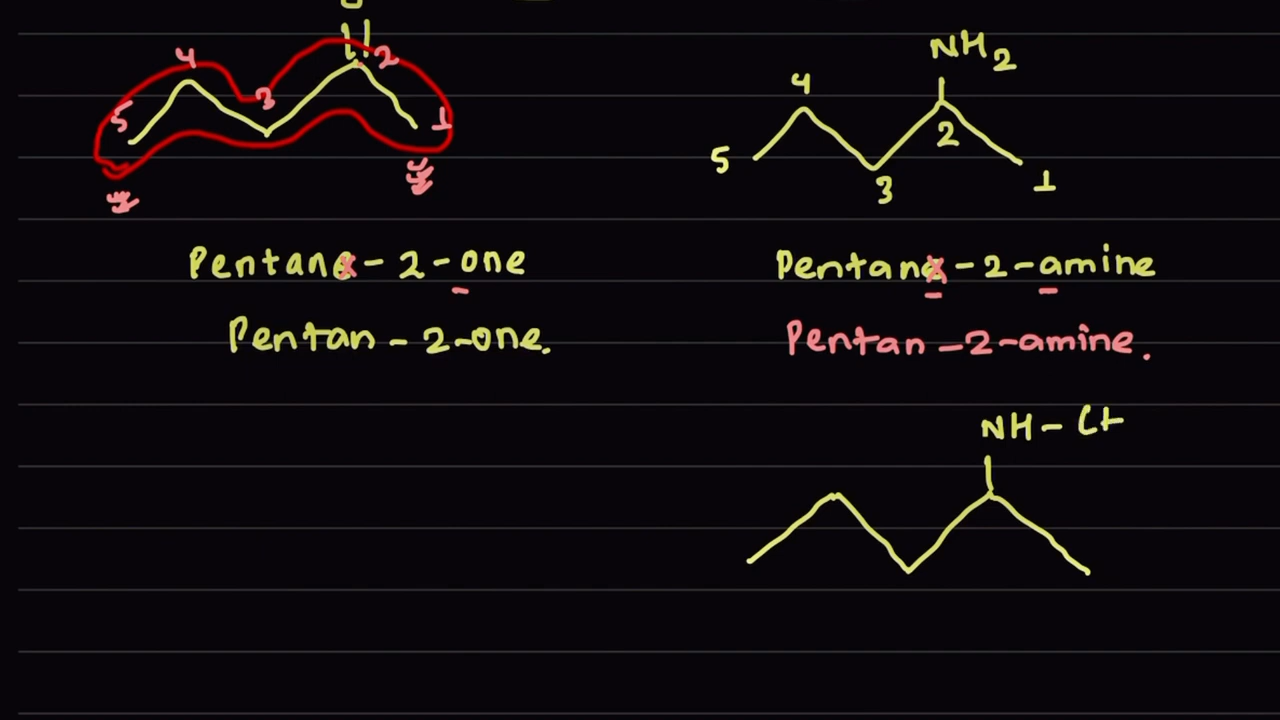 O
4 2
3
5 1
NH2
4
2
5
3 1
Pentane - 2 - one
Pentan - 2 - one.
Pentane - 2 - amine
Pentan - 2 - amine.
NH -